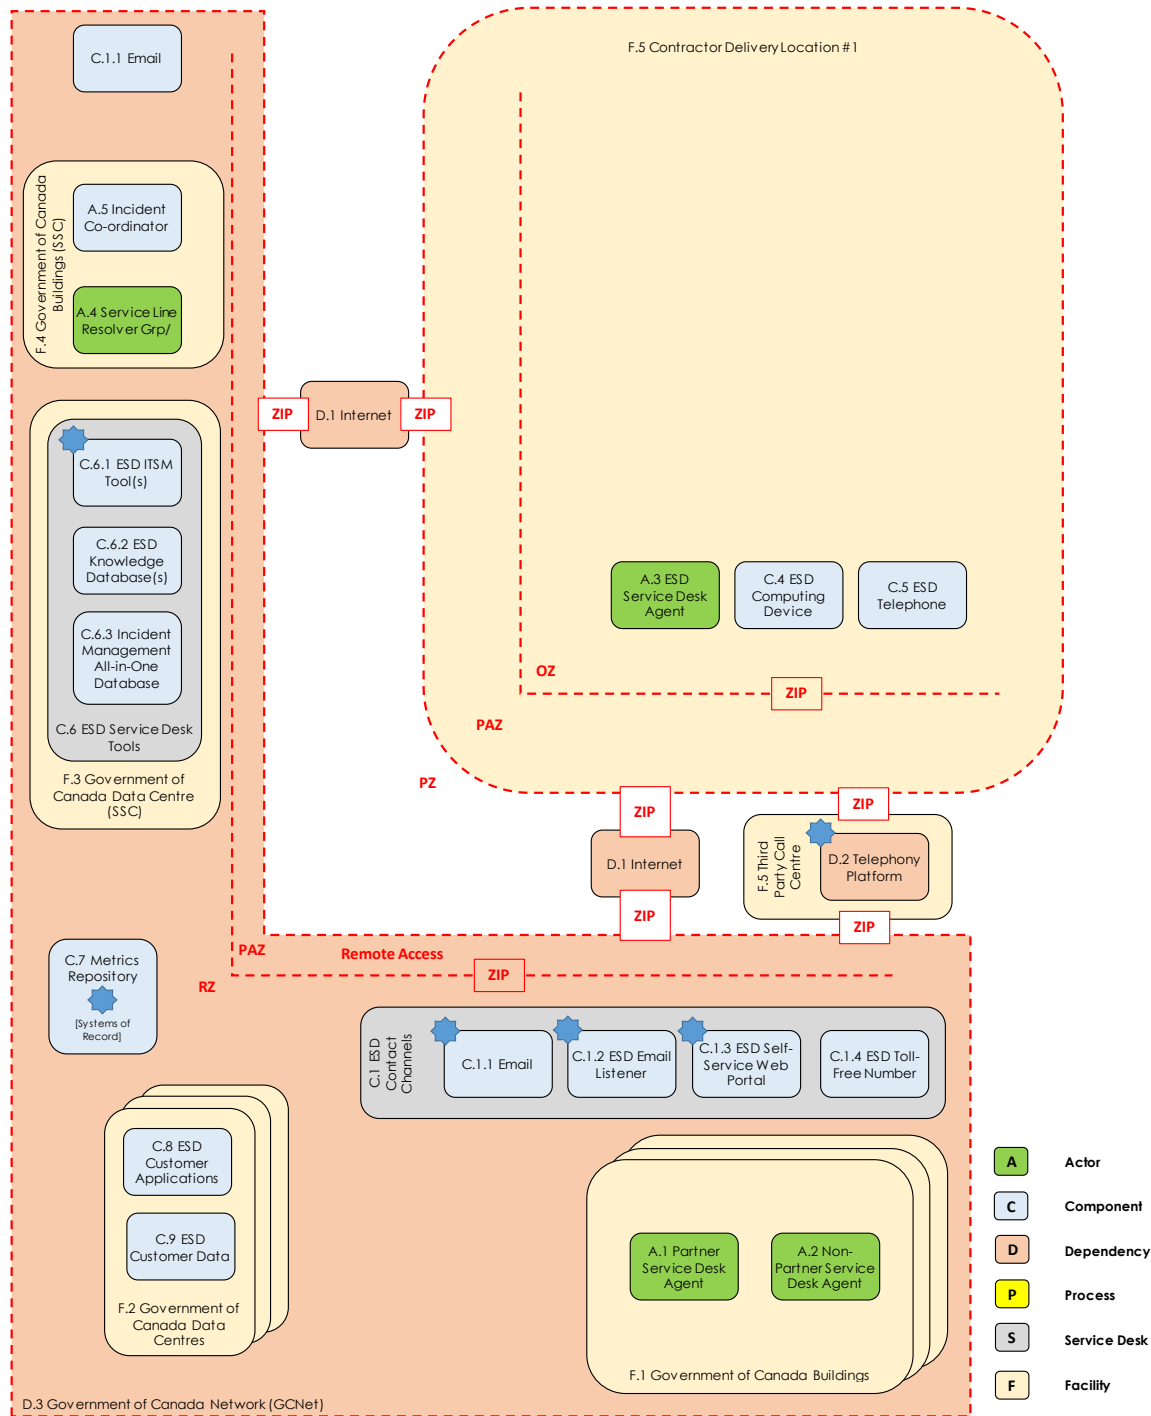 C.1.1 Email
F.5 Contractor Delivery Location #1
F.4 Government of Canada
Buildings (SSC)
A.5 Incident
Co-ordinator
A.4 Service Line
Resolver Grp/
ZIP
D.1 Internet
ZIP
C.6.1 ESD ITSM
Tool(s)
C.6.2 ESD
Knowledge
Database(s)
C.6.3 Incident
Management
All-in-One
Database
C.6 ESD Service Desk
Tools
F.3 Government of
Canada Data Centre
(SSC)
A.3 ESD
Service Desk
Agent
C.4 ESD
Computing
Device
C.5 ESD
Telephone
OZ
ZIP
PAZ
PZ
ZIP
ZIP
D.1 Internet
F.5 Third
Party Call
Centre
D.2 Telephony
Platform
ZIP
ZIP
PAZ
Remote Access
ZIP
RZ
C.7 Metrics
Repository
[Systems of
Record]
C.1 ESD
Contact
Channels
C.1.1 Email
C.1.2 ESD Email
Listener
C.1.3 ESD Self-
Service Web
Portal
C.1.4 ESD Toll-
Free Number
C.8 ESD
Customer
Applications
C.9 ESD
Customer Data
F.2 Government of
Canada Data
Centres
A.1 Partner
Service Desk
Agent
A.2 Non-
Partner Service
Desk Agent
F.1 Government of Canada Buildings
D.3 Government of Canada Network (GCNet)
A Actor
C Component
D Dependency
P Process
S Service Desk
F Facility